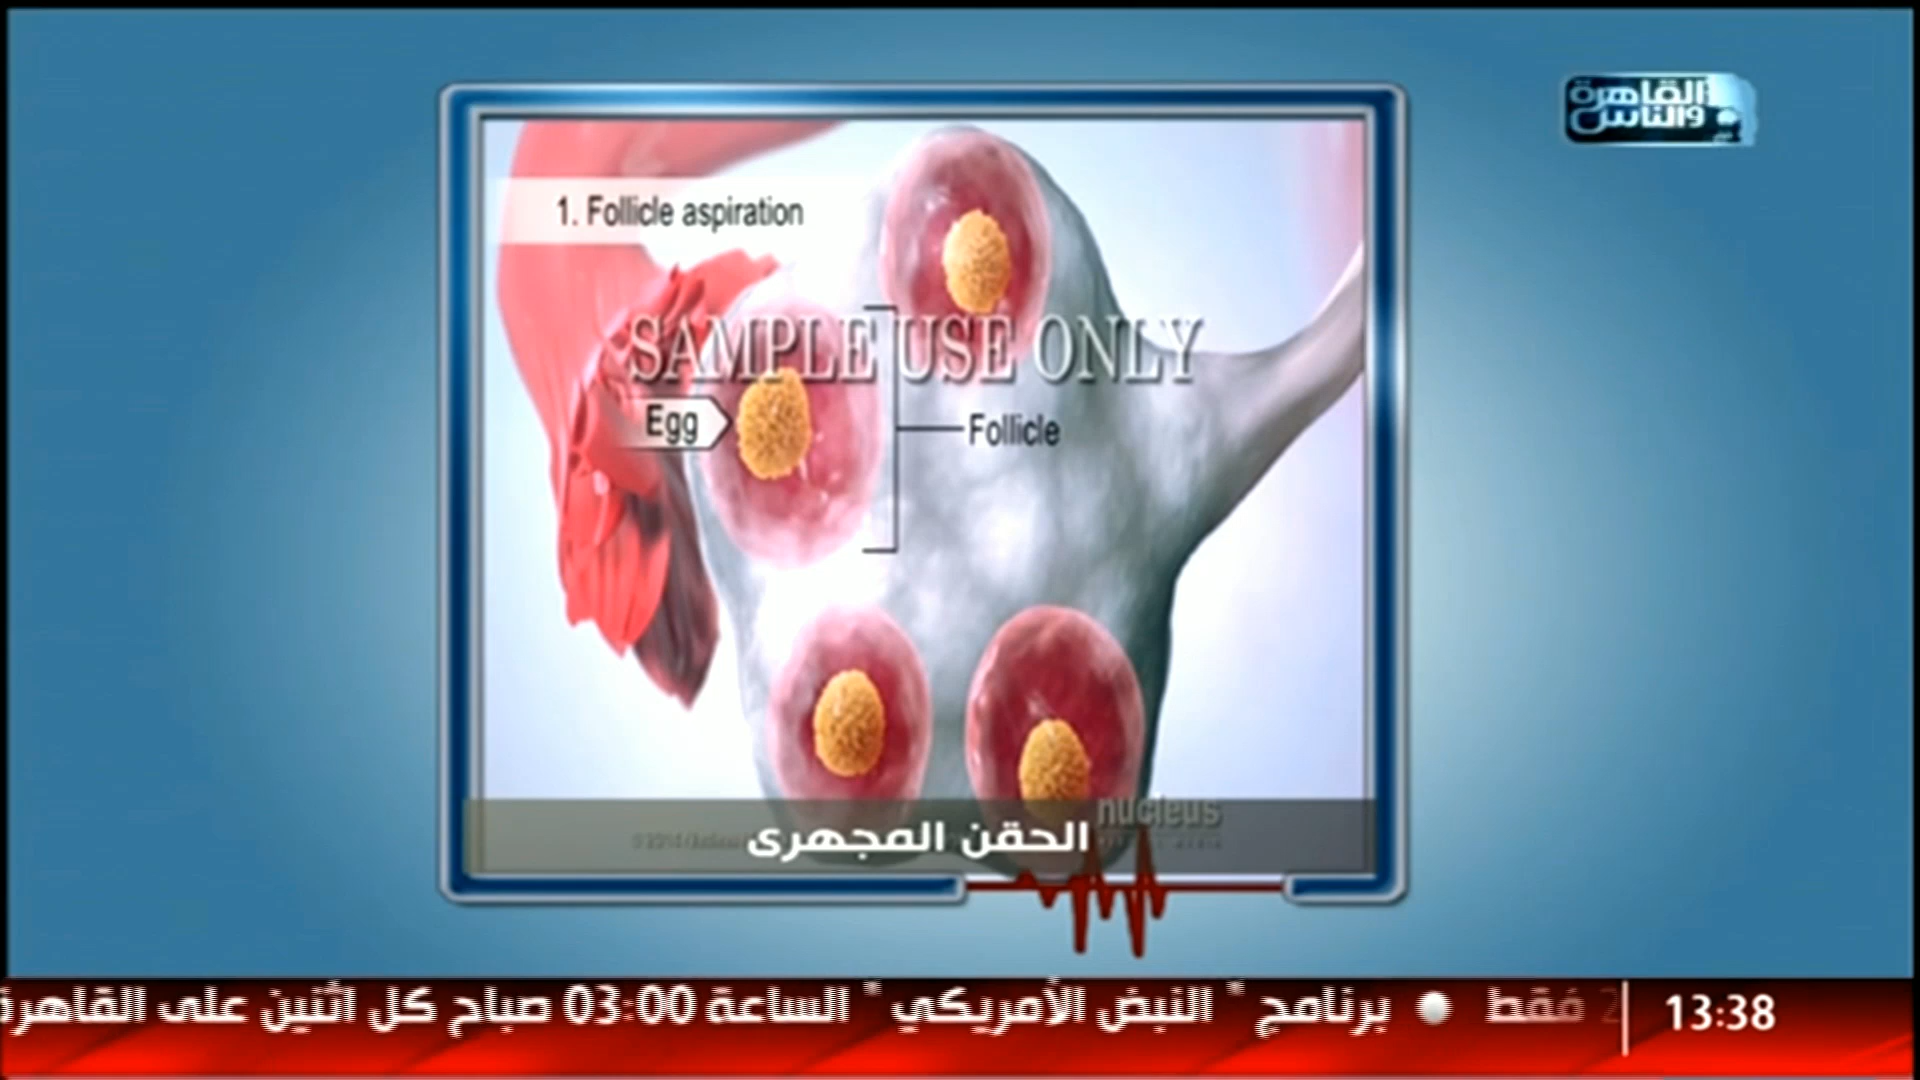 القاهرة
والناس
1. Follicle aspiration
SAMPLE USE ONLY
Egg
Follicle
nucleus
الحقن المجهرى
فقط ● برنامج " النبض الأمريكي " الساعة 03:00 صباح كل اثنين على القاهرة
13:38